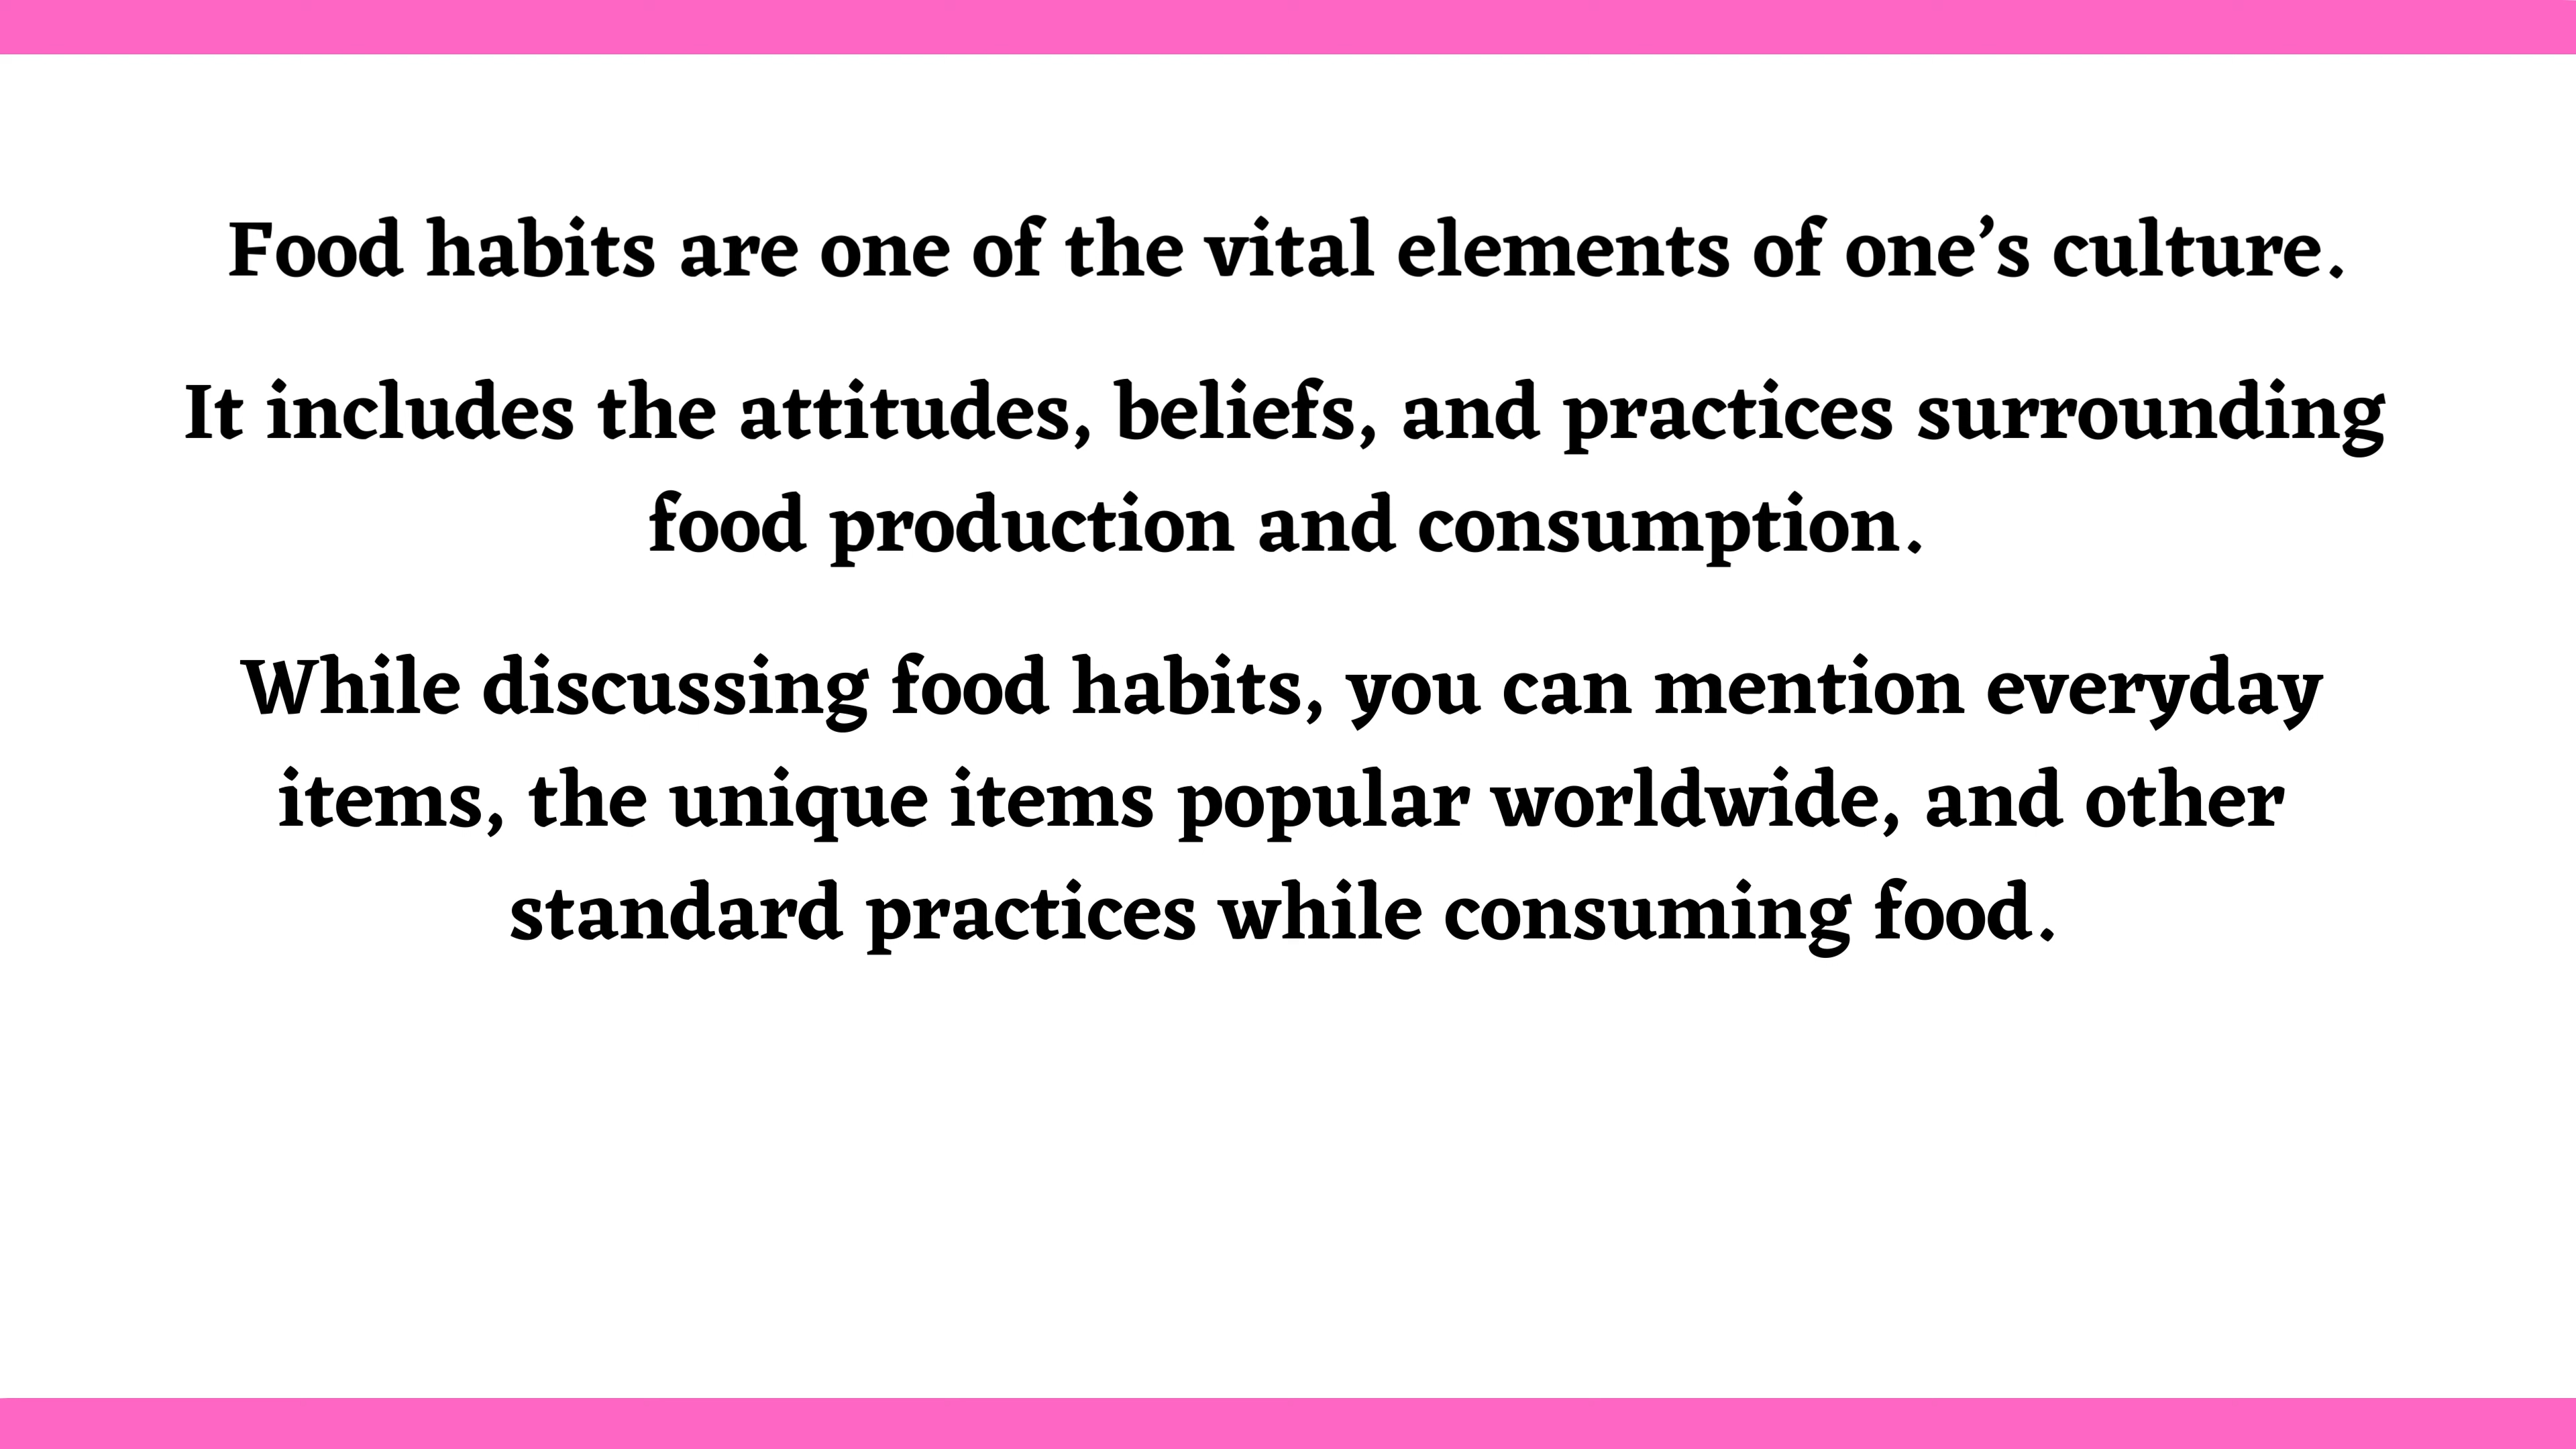 Food habits are one of the vital elements of one’s culture.
It includes the attitudes, beliefs, and practices surrounding
food production and consumption.
While discussing food habits, you can mention everyday
items, the unique items popular worldwide, and other
standard practices while consuming food.